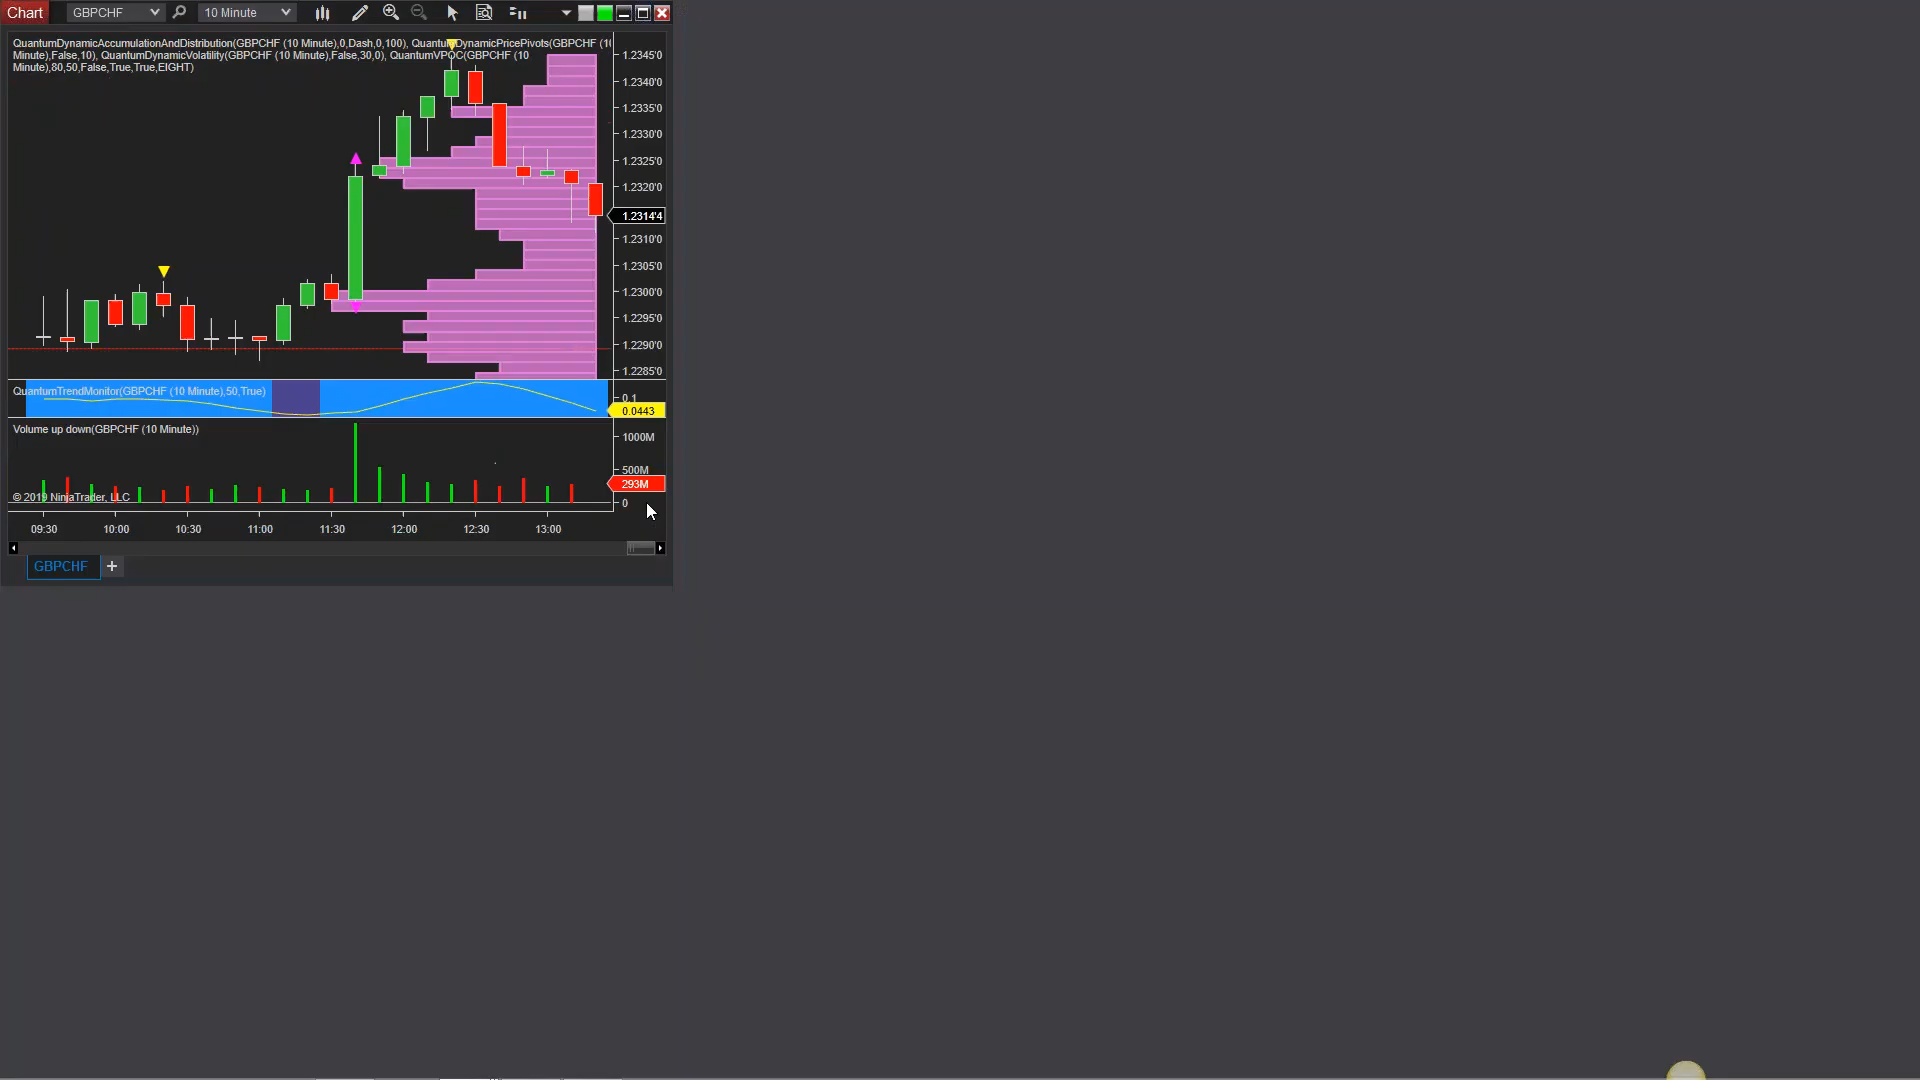 Chart GBPCHF 10 Minute
QuantumDynamicAccumulationAndDistribution(GBPCHF (10 Minute),0,Dash,0,100), QuantumDynamicPricePivots(GBPCHF (10
Minute),False,10), QuantumDynamicVolatility(GBPCHF (10 Minute),False,30,0), QuantumVPOC(GBPCHF (10
Minute),80,50,False,True,True,EIGHT)
1.2345'0
1.2340'0
1.2335'0
1.2330'0
1.2325'0
1.2320'0
1.2314'4
1.2310'0
1.2305'0
1.2300'0
1.2295'0
1.2290'0
1.2285'0
QuantumTrendMonitor(GBPCHF (10 Minute),50,True)
0.1
0.0443
Volume up down(GBPCHF (10 Minute))
1000M
500M
293M
0
© 2019 NinjaTrader, LLC
09:30 10:00 10:30 11:00 11:30 12:00 12:30 13:00
GBPCHF +